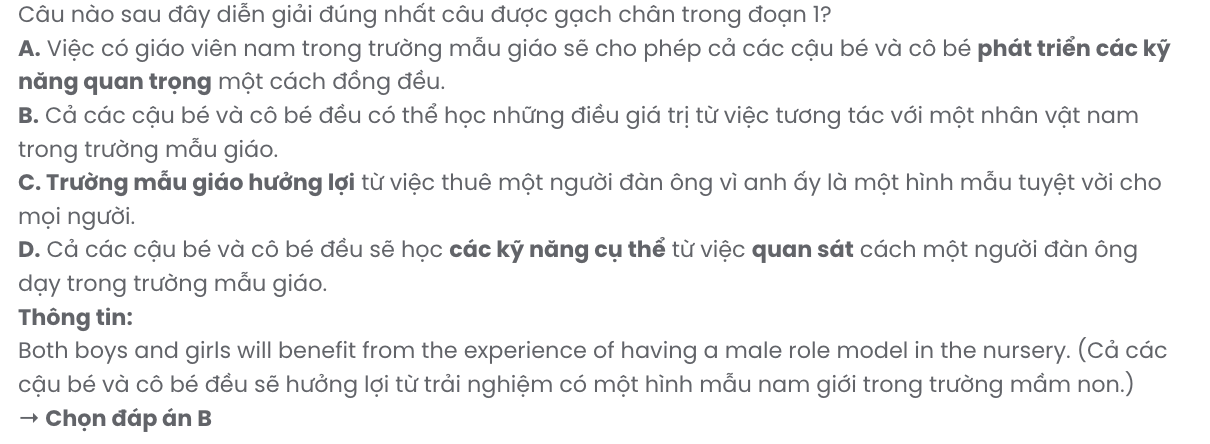 Câu nào sau đây diễn giải đúng nhất câu được gạch chân trong đoạn 1?
A. Việc có giáo viên nam trong trường mẫu giáo sẽ cho phép cả các cậu bé và cô bé phát triển các kỹ
năng quan trọng một cách đồng đều.
B. Cả các cậu bé và cô bé đều có thể học những điều giá trị từ việc tương tác với một nhân vật nam
trong trường mẫu giáo.
C. Trường mẫu giáo hưởng lợi từ việc thuê một người đàn ông vì anh ấy là một hình mẫu tuyệt vời cho
mọi người.
D. Cả các cậu bé và cô bé đều sẽ học các kỹ năng cụ thể từ việc quan sát cách một người đàn ông
dạy trong trường mẫu giáo.
Thông tin:
Both boys and girls will benefit from the experience of having a male role model in the nursery. (Cả các
cậu bé và cô bé đều sẽ hưởng lợi từ trải nghiệm có một hình mẫu nam giới trong trường mầm non.)
→ Chọn đáp án B